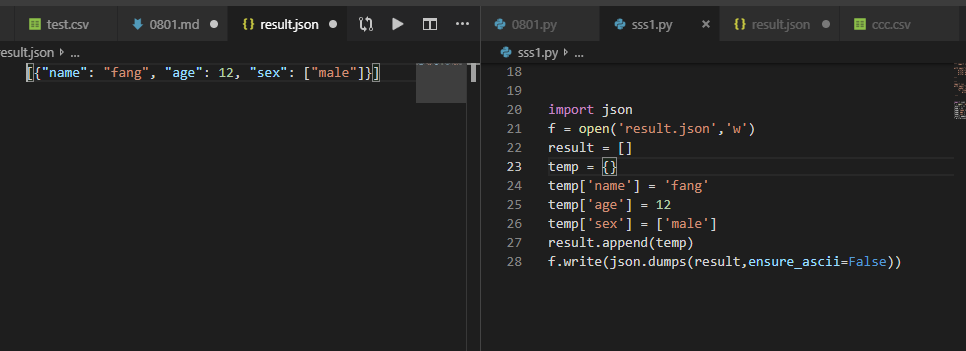 test.csv 0801.md result.json ...
esult.json > ...
[{"name": "fang", "age": 12, "sex": ["male"]}]
0801.py sss1.py × result.json ccc.csv
sss1.py > ...
18
19
20 import json
21 f = open('result.json','w')
22 result = []
23 temp = {}
24 temp['name'] = 'fang'
25 temp['age'] = 12
26 temp['sex'] = ['male']
27 result.append(temp)
28 f.write(json.dumps(result,ensure_ascii=False))